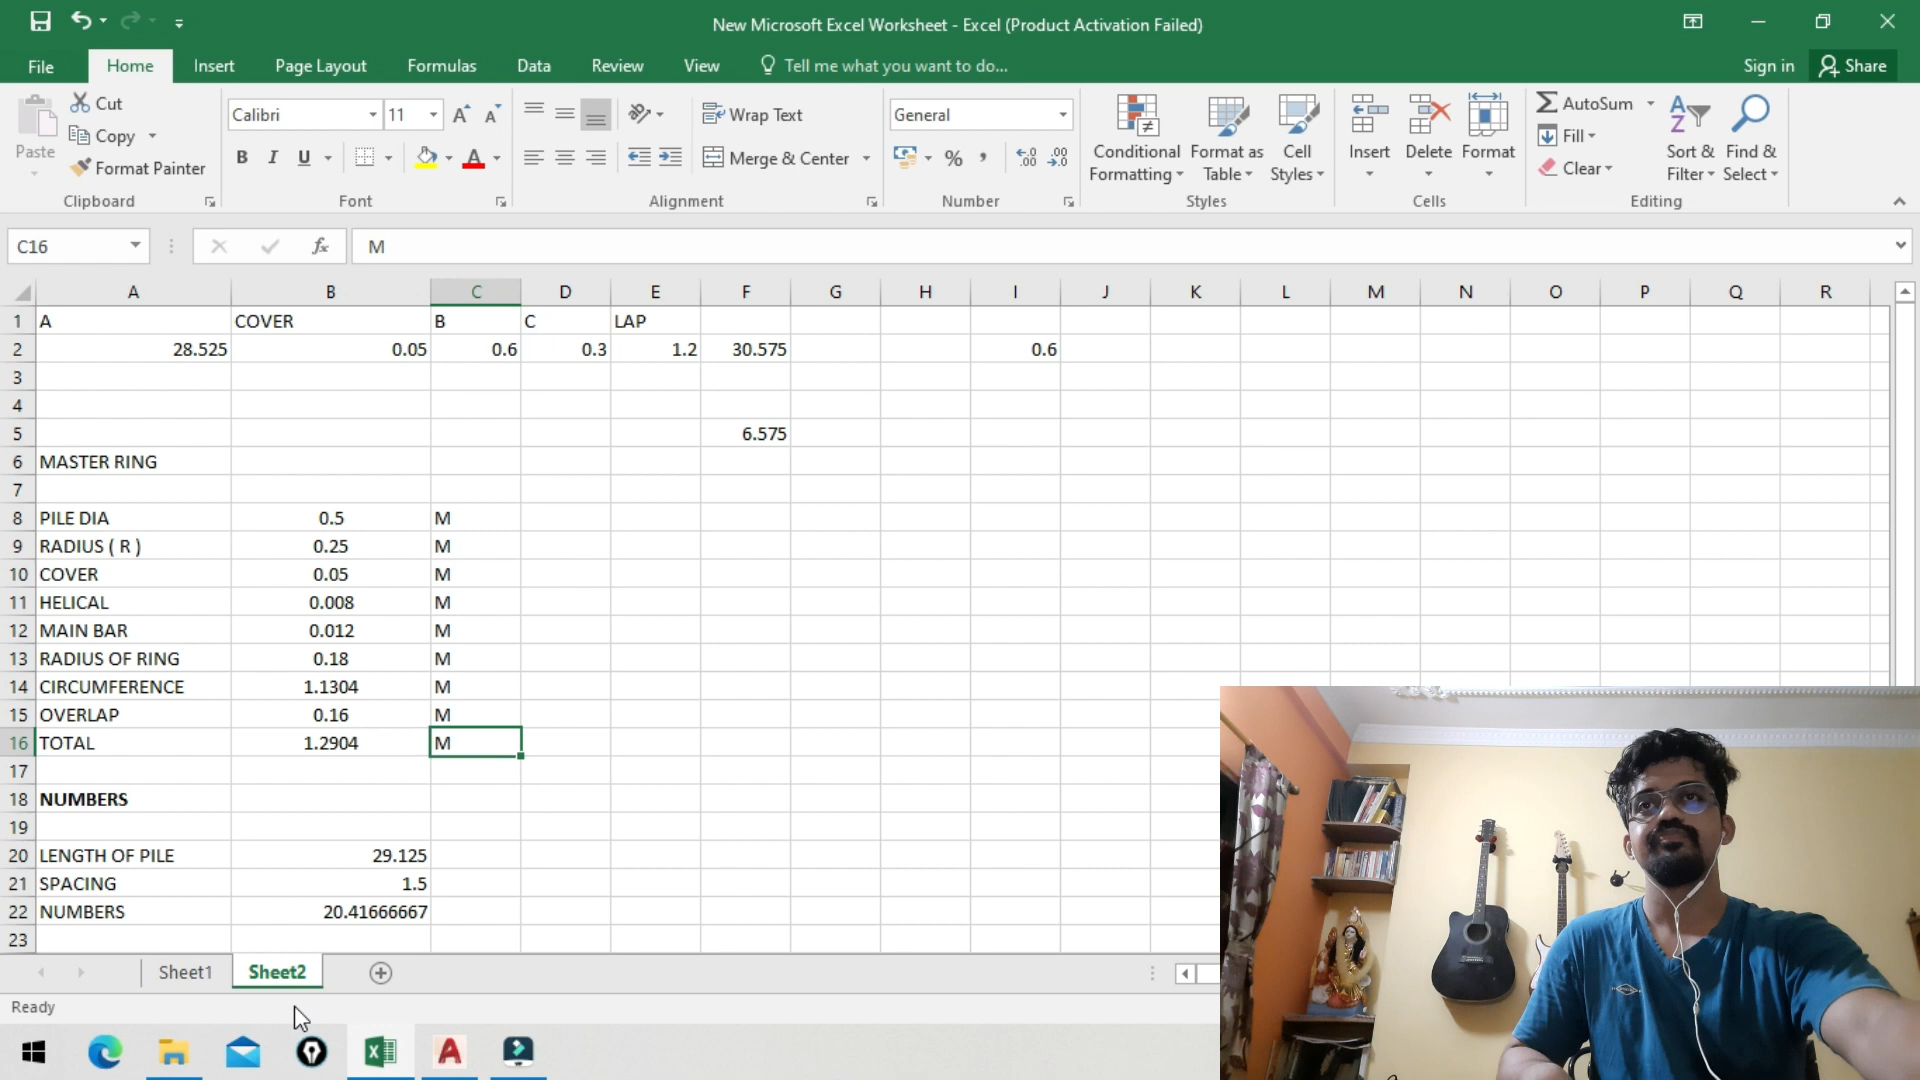 New Microsoft Excel Worksheet - Excel (Product Activation Failed)
File Home Insert Page Layout Formulas Data Review View Tell me what you want to do... Sign in Share
Paste Cut Copy Format Painter
Clipboard
Calibri 11
B I U
Font
Wrap Text
Merge & Center
Alignment
General
%
Number
Conditional Formatting Format as Table Cell Styles
Styles
Insert Delete Format
Cells
AutoSum Fill Clear Sort & Filter Find & Select
Editing
C16 fx M
A B C D E F G H I J K L M N O P Q R
1 A COVER B C LAP
2 28.525 0.05 0.6 0.3 1.2 30.575 0.6
3
4
5 6.575
6 MASTER RING
7
8 PILE DIA 0.5 M
9 RADIUS ( R ) 0.25 M
10 COVER 0.05 M
11 HELICAL 0.008 M
12 MAIN BAR 0.012 M
13 RADIUS OF RING 0.18 M
14 CIRCUMFERENCE 1.1304 M
15 OVERLAP 0.16 M
16 TOTAL 1.2904 M
17
18 NUMBERS
19
20 LENGTH OF PILE 29.125
21 SPACING 1.5
22 NUMBERS 20.41666667
23
Sheet1 Sheet2
Ready